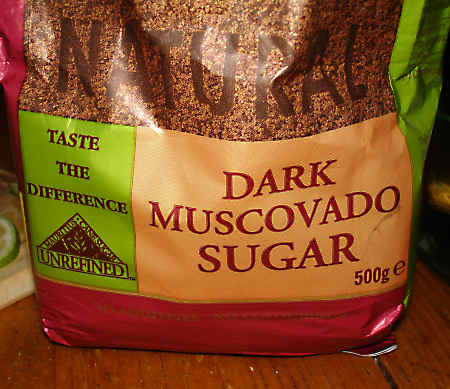 NATURAL
TASTE
THE
DIFFERENCE
UNREFINED
DARK
MUSCOVADO
SUGAR
500g e